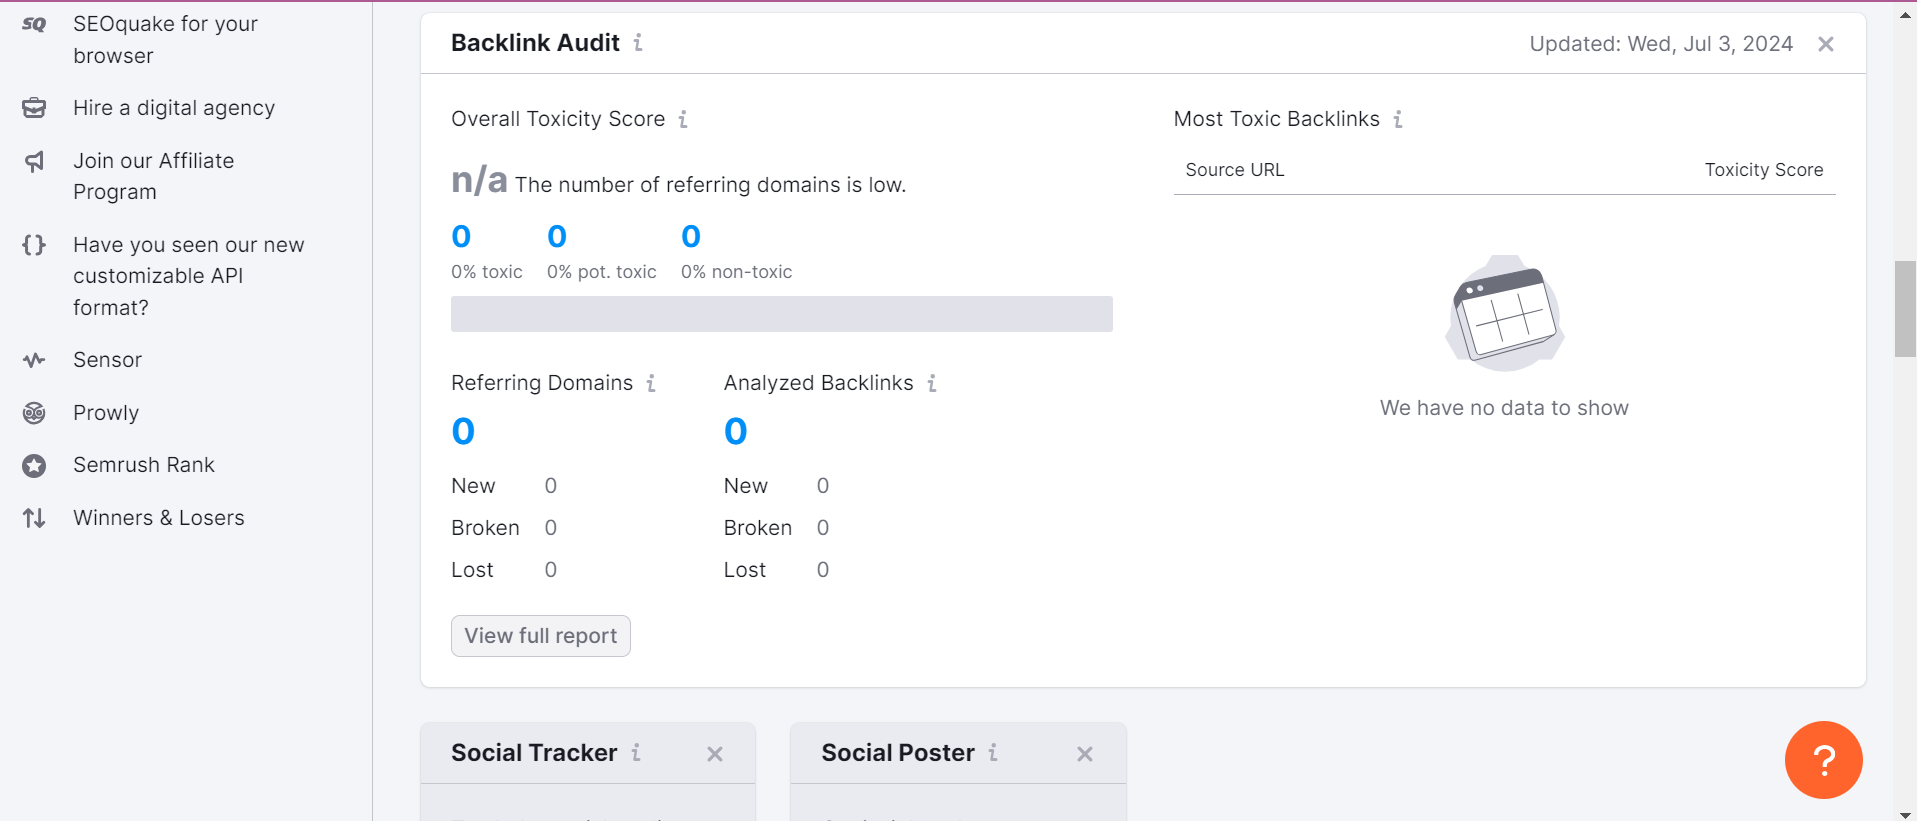 SEOquake for your
browser
Hire a digital agency
Join our Affiliate
Program
Have you seen our new
customizable API
format?
Sensor
Prowly
Semrush Rank
Winners & Losers
Backlink Audit
Updated: Wed, Jul 3, 2024
Overall Toxicity Score
n/a The number of referring domains is low.
0 0 0
0% toxic 0% pot. toxic 0% non-toxic
Referring Domains Analyzed Backlinks
0 0
New 0 New 0
Broken 0 Broken 0
Lost 0 Lost 0
View full report
Most Toxic Backlinks
Source URL Toxicity Score
We have no data to show
Social Tracker
Social Poster
?